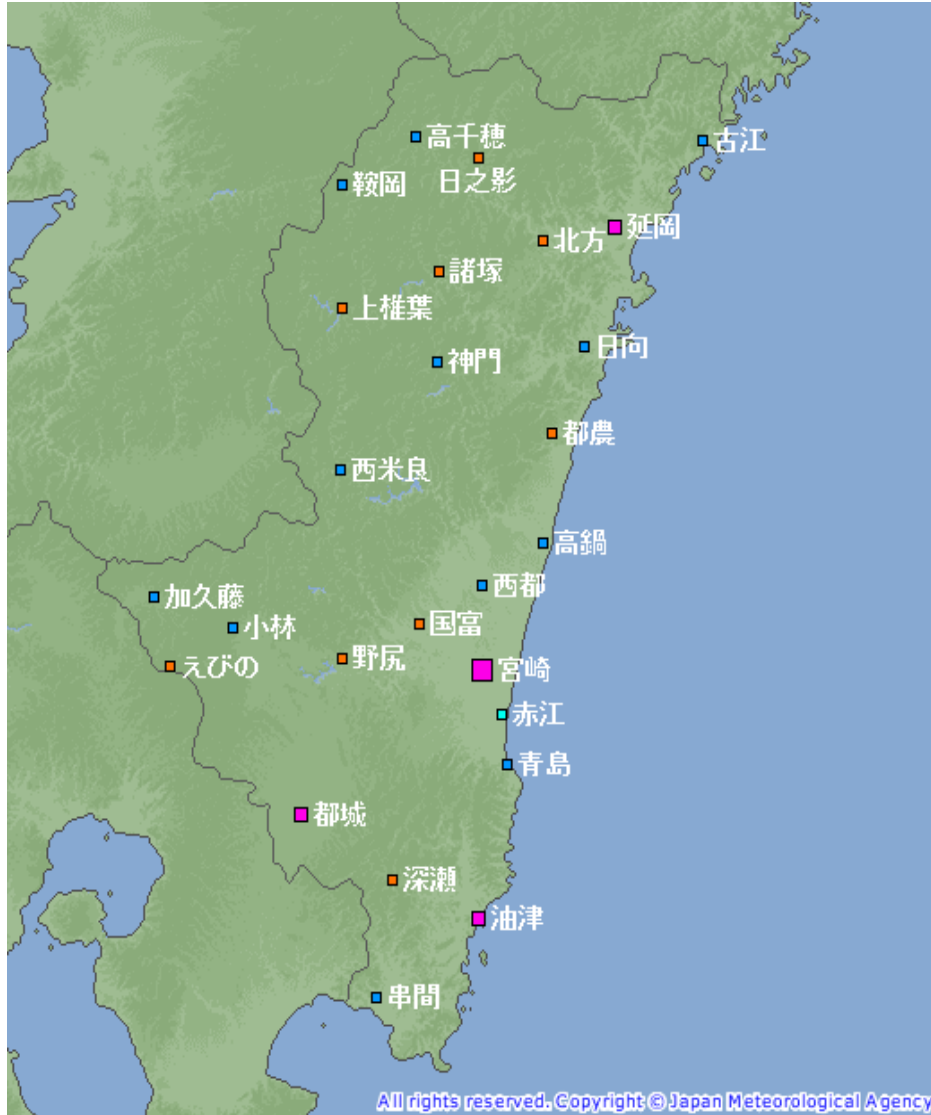 高千穂
古江
日之影
鞍岡
延岡
北方
諸塚
上椎葉
日向
神門
都農
西米良
高鍋
西都
加久藤
国富
小林
野尻
えびの
宮崎
赤江
青島
都城
深瀬
油津
串間
All rights reserved. Copyright © Japan Meteorological Agency